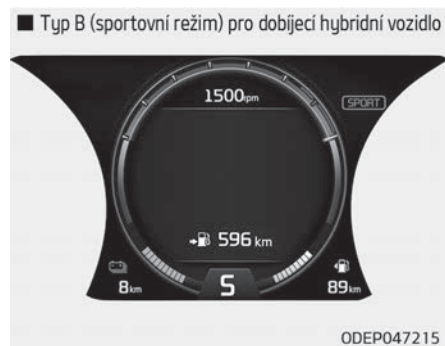 ■ Typ B (sportovní režim) pro dobíjecí hybridní vozidlo
1500rpm
SPORT
596 km
8km
S
89km
ODEP047215